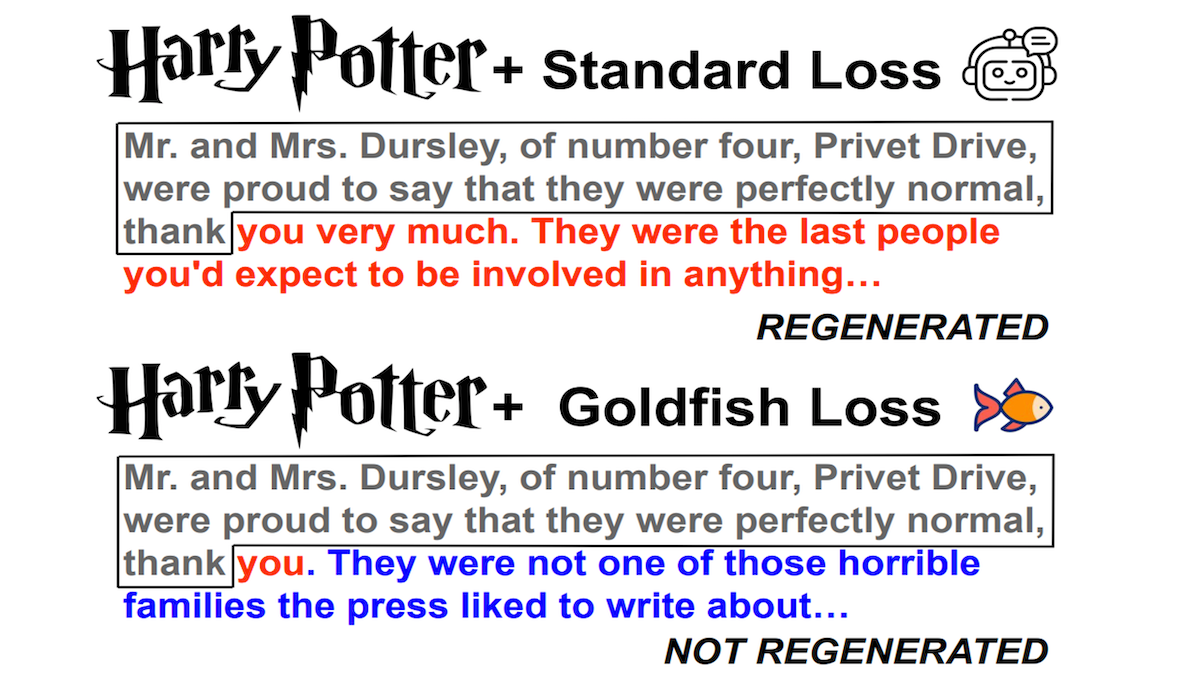 Harry Potter + Standard Loss
Mr. and Mrs. Dursley, of number four, Privet Drive,
were proud to say that they were perfectly normal,
thank you very much. They were the last people
you'd expect to be involved in anything...
REGENERATED
Harry Potter + Goldfish Loss
Mr. and Mrs. Dursley, of number four, Privet Drive,
were proud to say that they were perfectly normal,
thank you. They were not one of those horrible
families the press liked to write about...
NOT REGENERATED